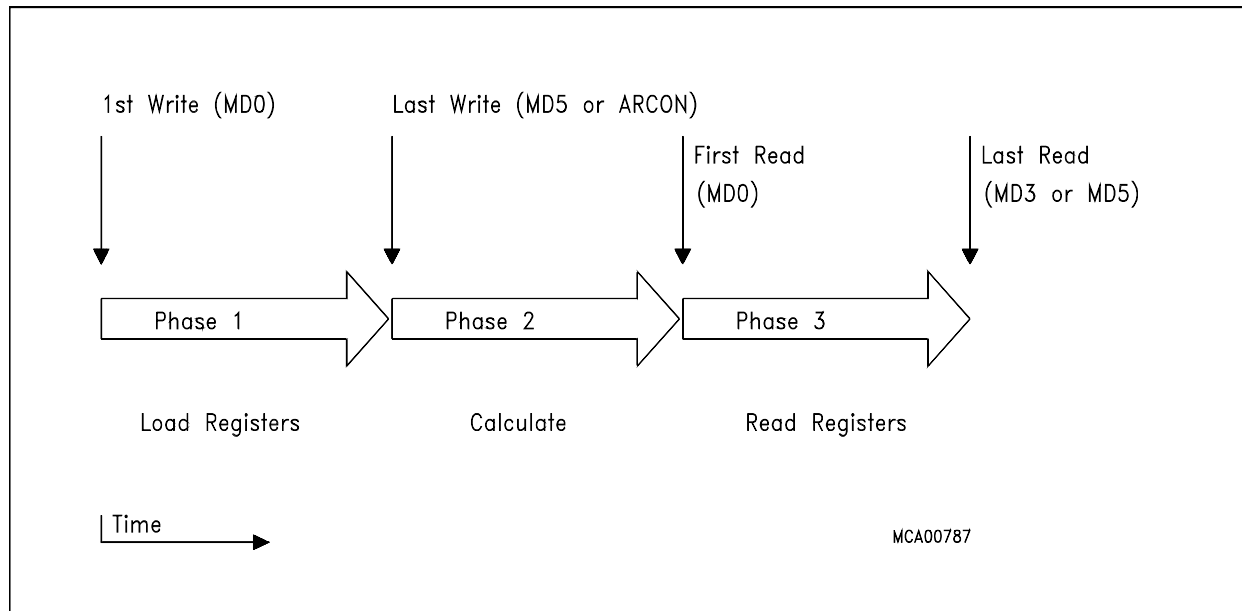 1st Write (MD0)
Last Write (MD5 or ARCON)
First Read
(MD0)
Last Read
(MD3 or MD5)
Phase 1
Phase 2
Phase 3
Load Registers
Calculate
Read Registers
Time
MCA00787